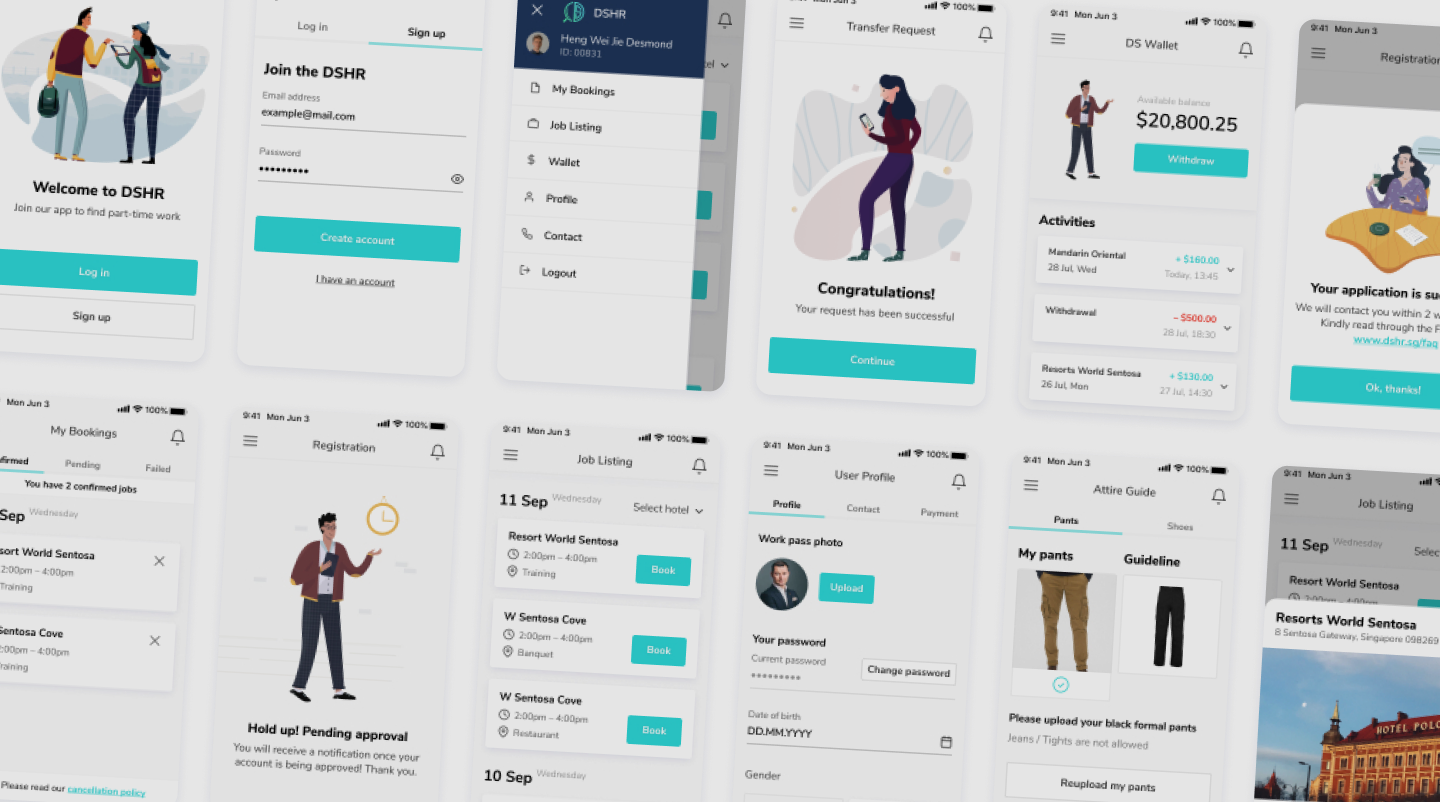 Welcome to DSHR
Join our app to find part-time work
Log in
Sign up
Log in
Sign up
Join the DSHR
Email address
example@mail.com
Password
•••••••••
Create account
I have an account
DSHR
Heng Wei Jie Desmond
ID: 00831
My Bookings
Job Listing
Wallet
Profile
Contact
Logout
100%
Transfer Request
Congratulations!
Your request has been successful
Continue
9:41 Mon Jun 3
100%
DS Wallet
Available balance
$20,800.25
Withdraw
Activities
Mandarin Oriental
+ $160.00
28 Jul, Wed
Today, 13:45
Withdrawal
– $500.00
28 Jul, 18:30
Resorts World Sentosa
+ $130.00
26 Jul, Mon
27 Jul, 14:30
9:41 Mon Jun 3
Registration
Your application is su
We will contact you within 2 w
Kindly read through the F
www.dshr.sg/faq
Ok, thanks!
Mon Jun 3
100%
My Bookings
firmed
Pending
Failed
You have 2 confirmed jobs
Sep Wednesday
sort World Sentosa
2:00pm – 4:00pm
Training
Sentosa Cove
2:00pm – 4:00pm
raining
Please read our cancellation policy
9:41 Mon Jun 3
100%
Registration
Hold up! Pending approval
You will receive a notification once your
account is being approved! Thank you.
9:41 Mon Jun 3
100%
Job Listing
11 Sep Wednesday
Select hotel
Resort World Sentosa
2:00pm – 4:00pm
Training
Book
W Sentosa Cove
2:00pm – 4:00pm
Banquet
Book
W Sentosa Cove
2:00pm – 4:00pm
Restaurant
Book
10 Sep Wednesday
9:41 Mon Jun 3
100%
User Profile
Profile
Contact
Payment
Work pass photo
Upload
Your password
Current password
•••••••••
Change password
Date of birth
DD.MM.YYYY
Gender
9:41 Mon Jun 3
100%
Attire Guide
Pants
Shoes
My pants
Guideline
Please upload your black formal pants
Jeans / Tights are not allowed
Reupload my pants
9:41 Mon Jun 3
Job Listing
11 Sep Wednesday
Selec
Resort World Sentosa
2:00pm – 4:00pm
Resorts World Sentosa
8 Sentosa Gateway, Singapore 098269
HOTEL POLO